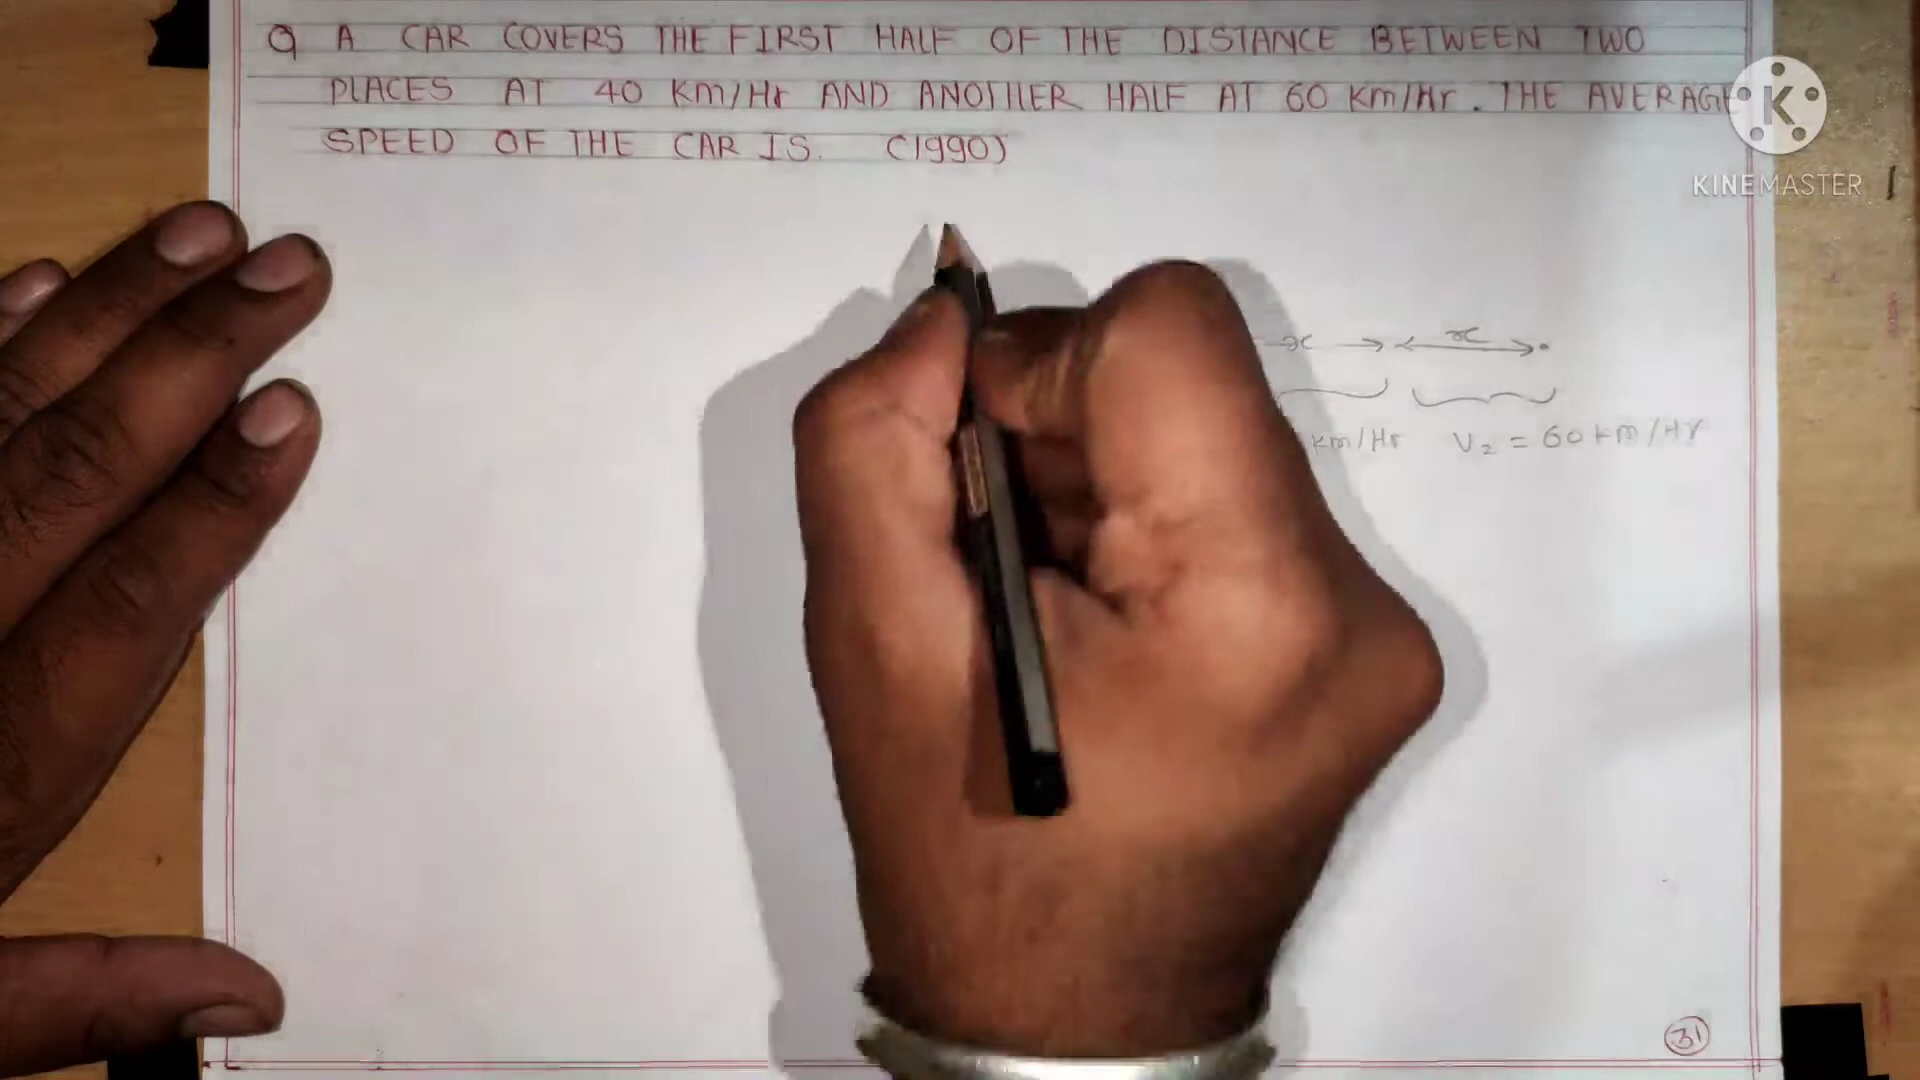 Q A CAR COVERS THE FIRST HALF OF THE DISTANCE BETWEEN TWO
PLACES AT 40 Km/Hr AND ANOTHER HALF AT 60 Km/Hr. THE AVERAGE
SPEED OF THE CAR IS. (1990)
KINEMASTER
x x
km/Hr V2 = 60 km/Hr
31